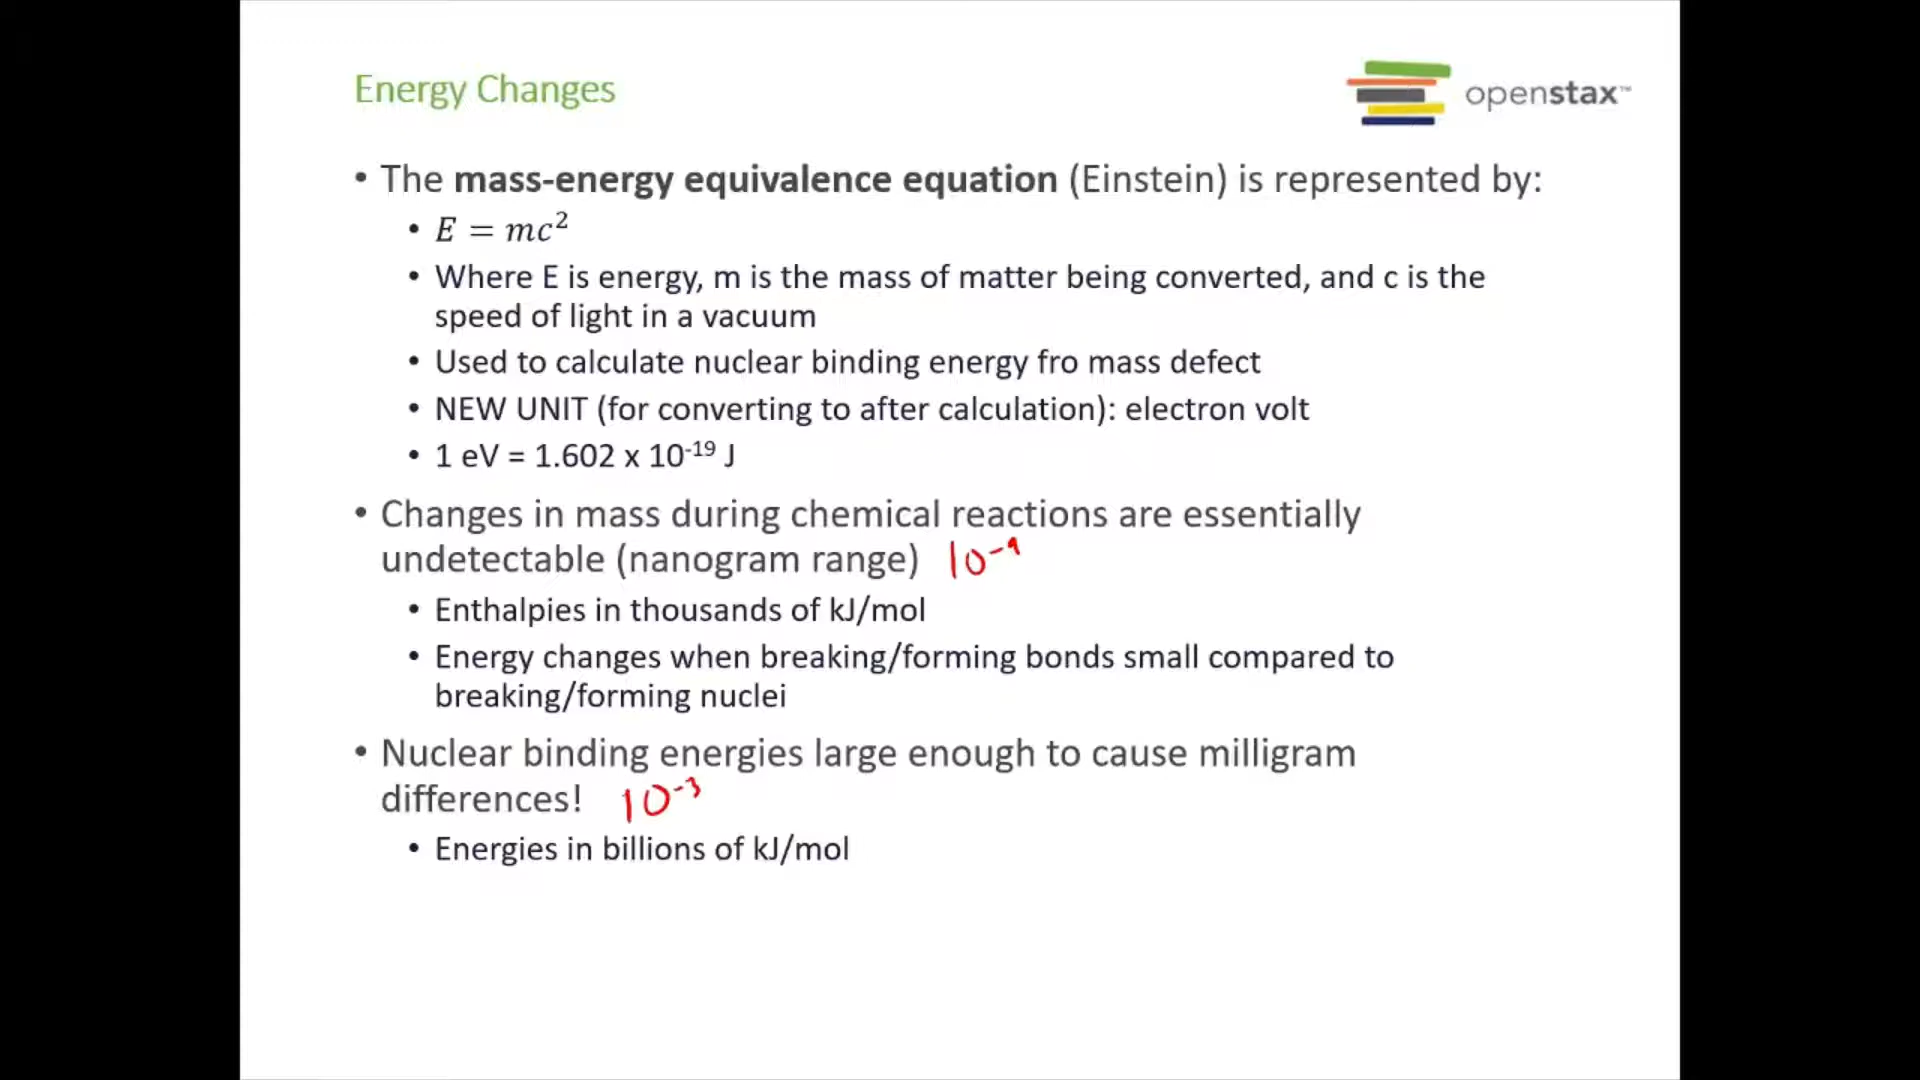 Energy Changes
openstax™
• The mass-energy equivalence equation (Einstein) is represented by:
• E = mc²
• Where E is energy, m is the mass of matter being converted, and c is the
speed of light in a vacuum
• Used to calculate nuclear binding energy fro mass defect
• NEW UNIT (for converting to after calculation): electron volt
• 1 eV = 1.602 x 10⁻¹⁹ J
• Changes in mass during chemical reactions are essentially
undetectable (nanogram range) 10⁻⁹
• Enthalpies in thousands of kJ/mol
• Energy changes when breaking/forming bonds small compared to
breaking/forming nuclei
• Nuclear binding energies large enough to cause milligram
differences! 10⁻³
• Energies in billions of kJ/mol